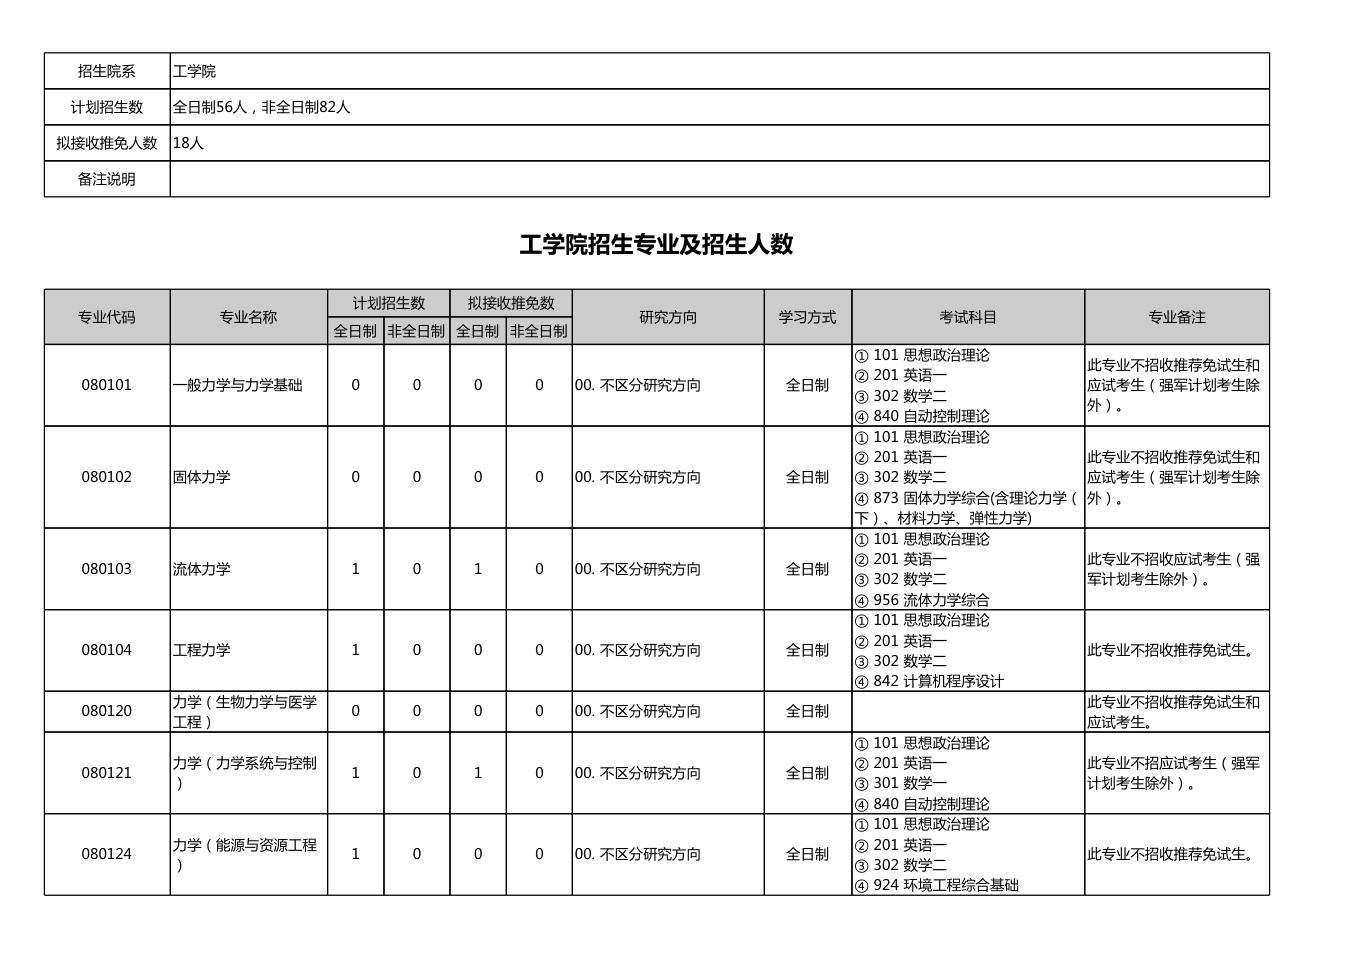 招生院系 工学院
计划招生数 全日制56人，非全日制82人
拟接收推免人数 18人
备注说明
工学院招生专业及招生人数
专业代码 专业名称 计划招生数 拟接收推免数 研究方向 学习方式 考试科目 专业备注
全日制 非全日制 全日制 非全日制
080101 一般力学与力学基础 0 0 0 0 00. 不区分研究方向 全日制
① 101 思想政治理论
② 201 英语一
③ 302 数学二
④ 840 自动控制理论
此专业不招收推荐免试生和
应试考生（强军计划考生除
外）。
080102 固体力学 0 0 0 0 00. 不区分研究方向 全日制
① 101 思想政治理论
② 201 英语一
③ 302 数学二
④ 873 固体力学综合(含理论力学（
下）、材料力学、弹性力学)
此专业不招收推荐免试生和
应试考生（强军计划考生除
外）。
080103 流体力学 1 0 1 0 00. 不区分研究方向 全日制
① 101 思想政治理论
② 201 英语一
③ 302 数学二
④ 956 流体力学综合
此专业不招收应试考生（强
军计划考生除外）。
080104 工程力学 1 0 0 0 00. 不区分研究方向 全日制
① 101 思想政治理论
② 201 英语一
③ 302 数学二
④ 842 计算机程序设计
此专业不招收推荐免试生。
080120
力学（生物力学与医学
工程）
0 0 0 0 00. 不区分研究方向 全日制
此专业不招收推荐免试生和
应试考生。
080121
力学（力学系统与控制
）
1 0 1 0 00. 不区分研究方向 全日制
① 101 思想政治理论
② 201 英语一
③ 301 数学一
④ 840 自动控制理论
此专业不招应试考生（强军
计划考生除外）。
080124
力学（能源与资源工程
）
1 0 0 0 00. 不区分研究方向 全日制
① 101 思想政治理论
② 201 英语一
③ 302 数学二
④ 924 环境工程综合基础
此专业不招收推荐免试生。